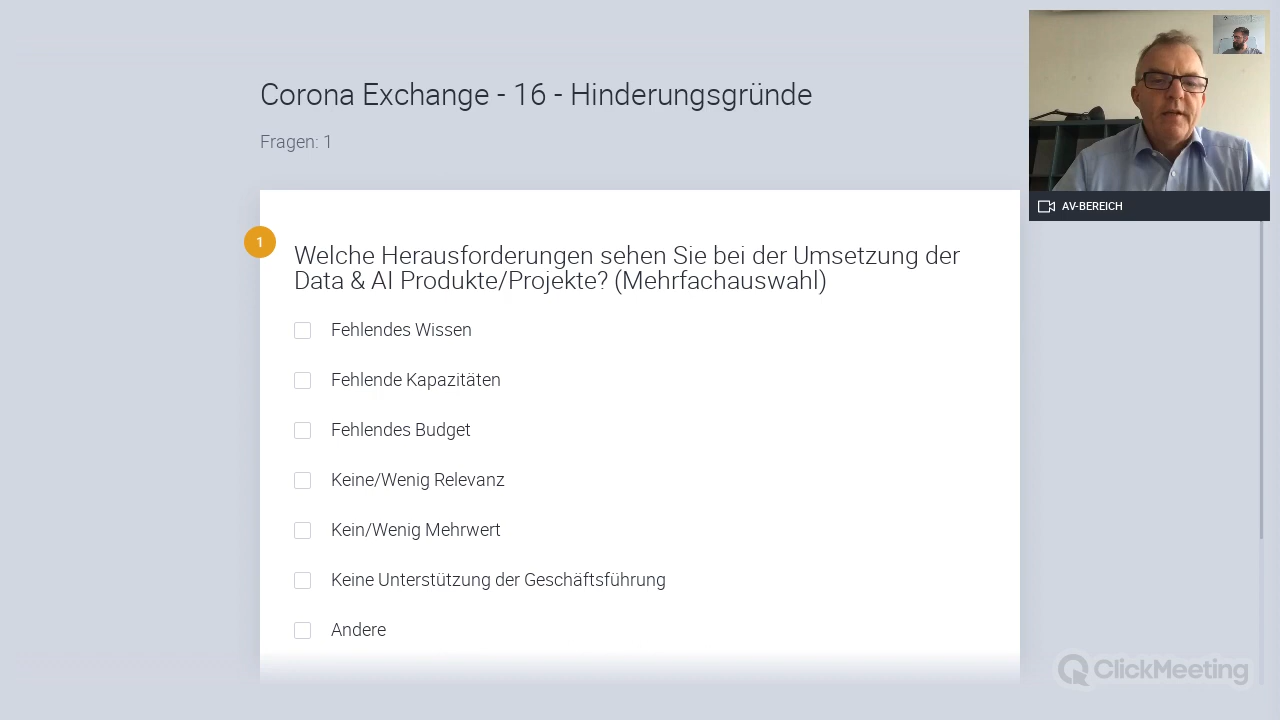 Corona Exchange - 16 - Hinderungsgründe
Fragen: 1
AV-BEREICH
1
Welche Herausforderungen sehen Sie bei der Umsetzung der
Data & AI Produkte/Projekte? (Mehrfachauswahl)
Fehlendes Wissen
Fehlende Kapazitäten
Fehlendes Budget
Keine/Wenig Relevanz
Kein/Wenig Mehrwert
Keine Unterstützung der Geschäftsführung
Andere
ClickMeeting